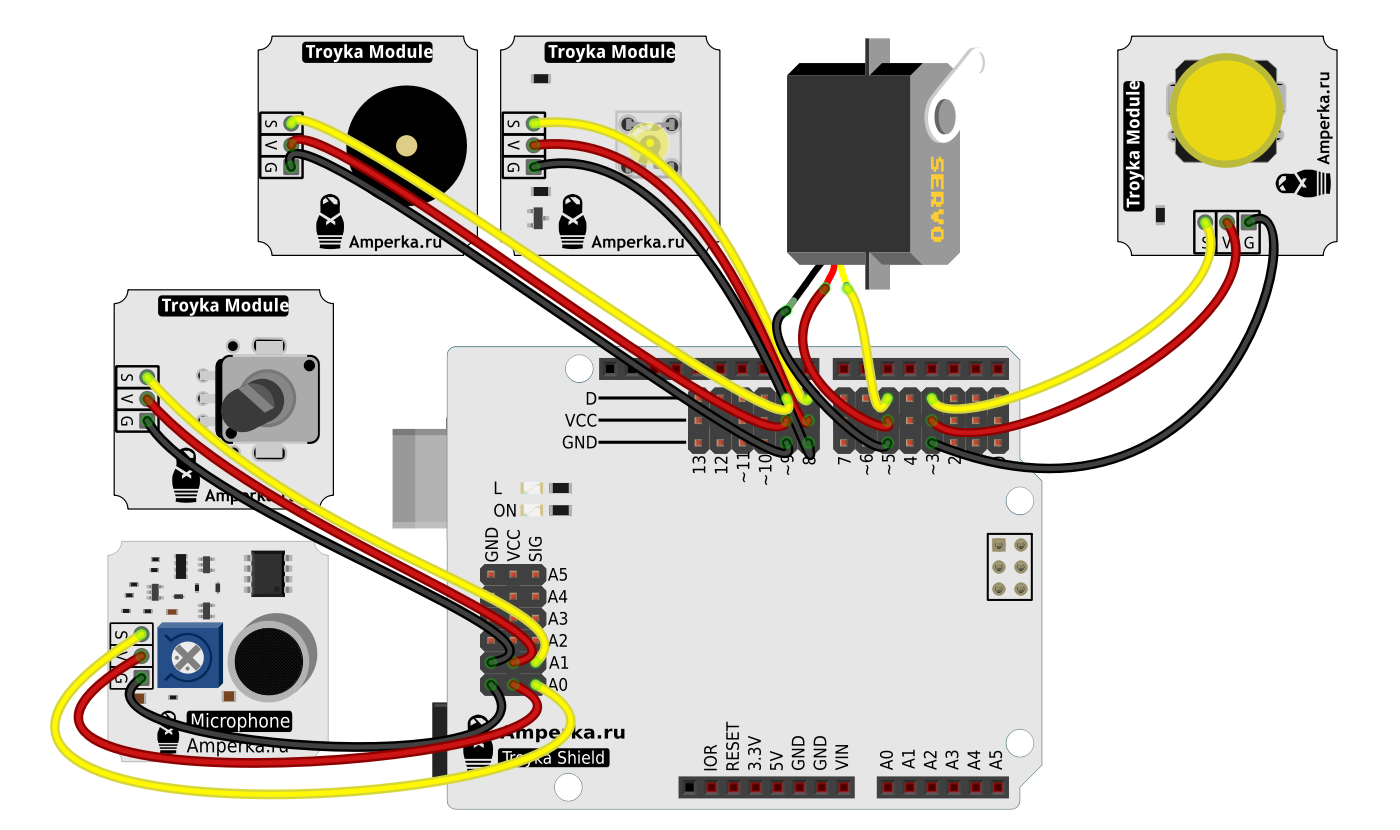 Troyka Module
S
V
G
Amperka.ru
Troyka Module
S
V
G
Amperka.ru
SERVO
Troyka Module
Amperka.ru
S
V
G
Troyka Module
S
V
G
Amperka.ru
S
V
G
Microphone
Amperka.ru
D
VCC
GND
13
12
~11
~10
~9
8
7
~6
~5
4
~3
2
L
ON
GND
VCC
SIG
A5
A4
A3
A2
A1
A0
Amperka.ru
Troyka Shield
IOR
RESET
3.3V
5V
GND
GND
VIN
A0
A1
A2
A3
A4
A5